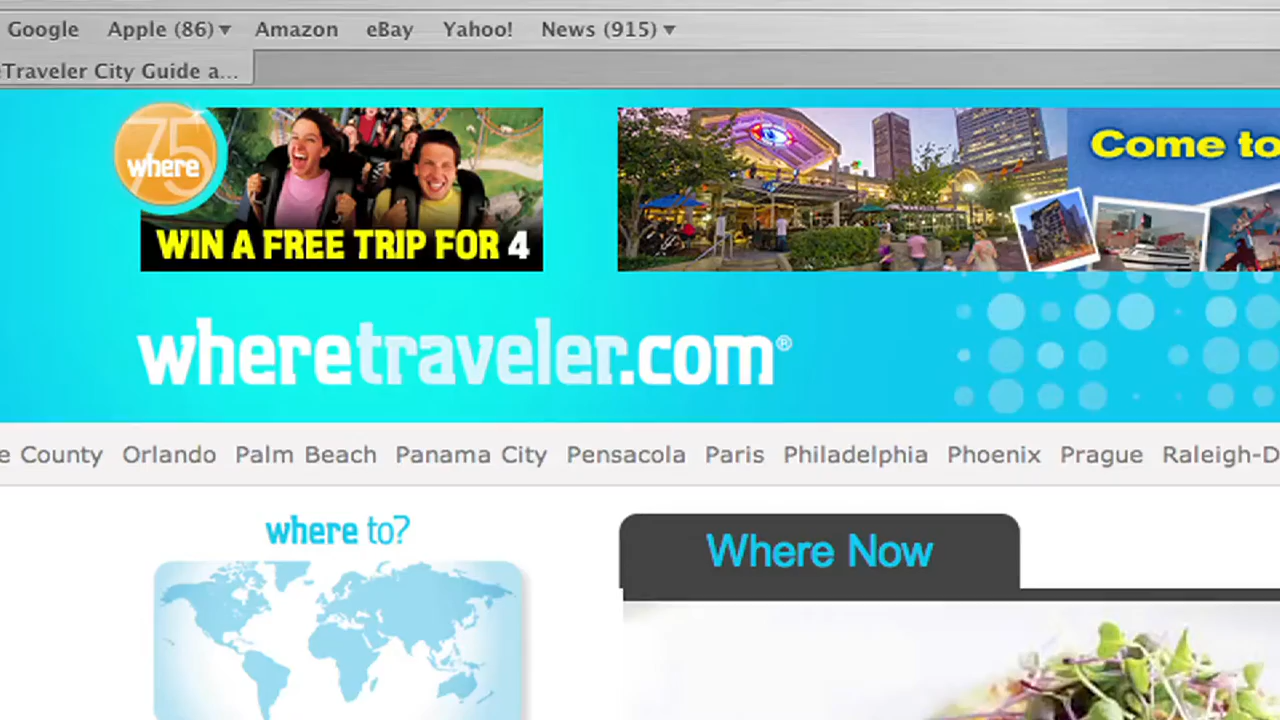 Google Apple (86) Amazon eBay Yahoo! News (915)
Traveler City Guide a...
75
where
WIN A FREE TRIP FOR 4
Come to
wheretraveler.com®
e County Orlando Palm Beach Panama City Pensacola Paris Philadelphia Phoenix Prague Raleigh-D
where to?
Where Now